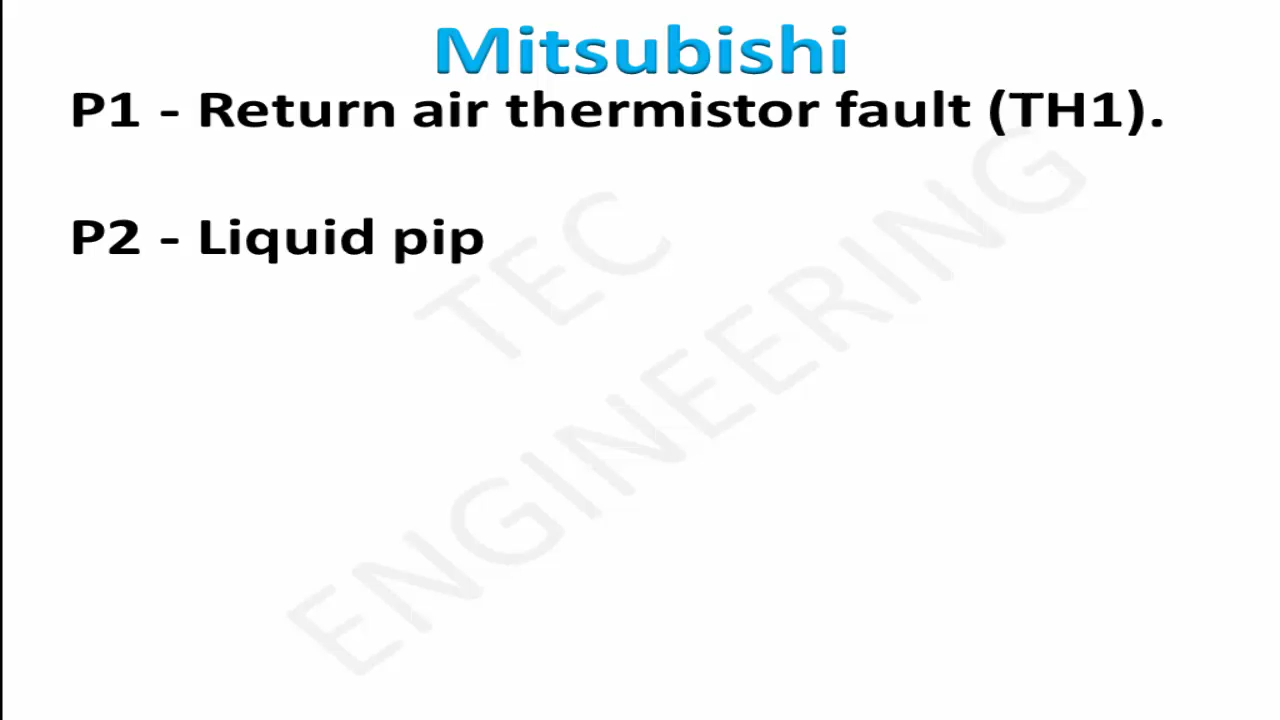 Mitsubishi
P1 - Return air thermistor fault (TH1).
P2 - Liquid pip
TEC
ENGINEERING